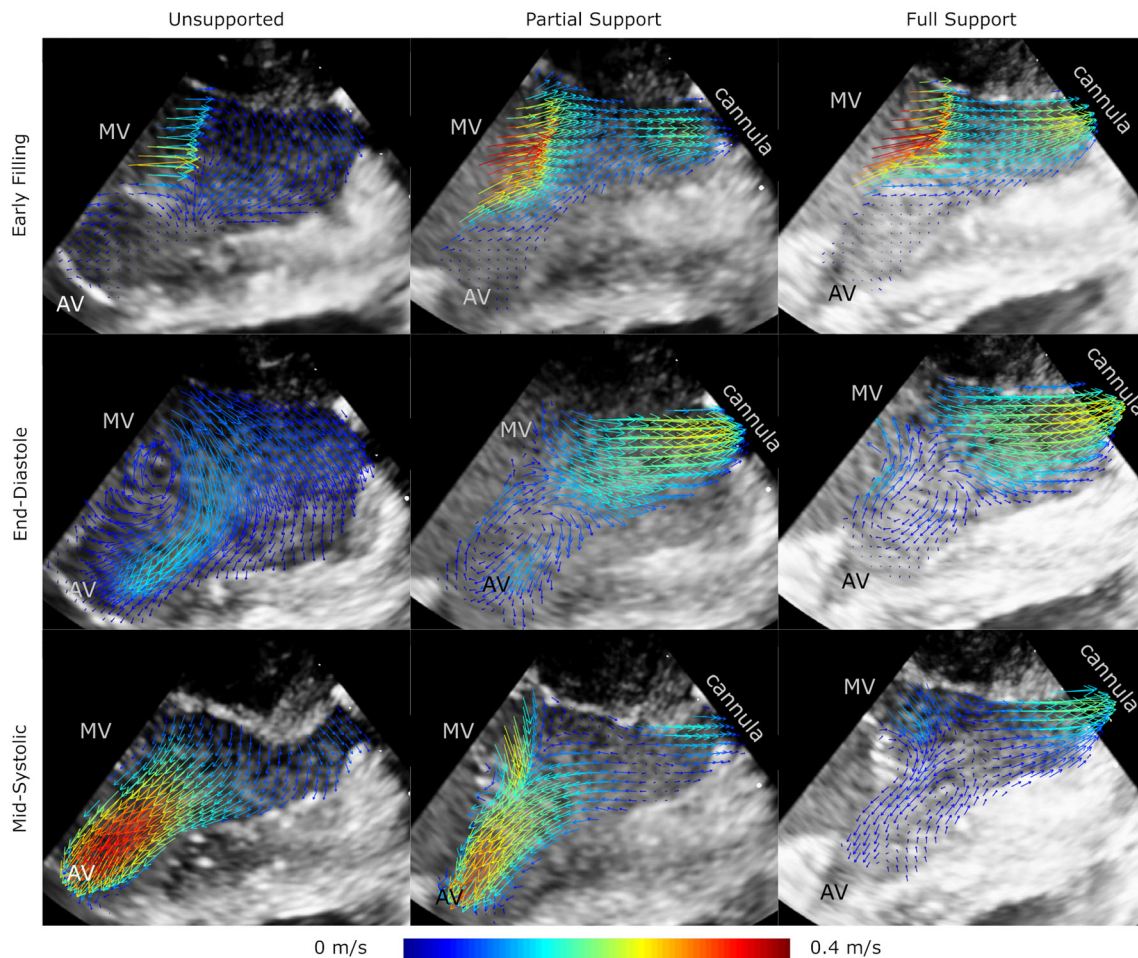 Unsupported
Partial Support
Full Support
Early Filling
MV
AV
MV
cannula
AV
MV
cannula
AV
End-Diastole
MV
AV
MV
cannula
AV
MV
cannula
AV
Mid-Systolic
MV
AV
MV
cannula
AV
MV
cannula
AV
0 m/s
0.4 m/s